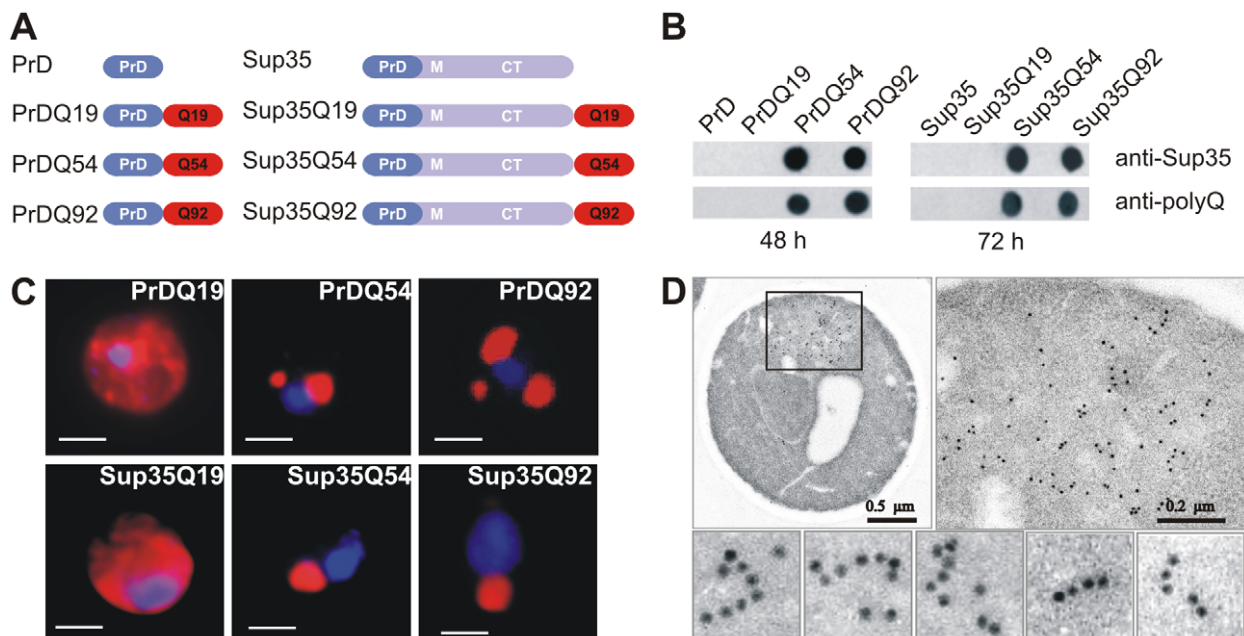 A
PrD PrD Sup35 PrD M CT
PrDQ19 PrD Q19 Sup35Q19 PrD M CT Q19
PrDQ54 PrD Q54 Sup35Q54 PrD M CT Q54
PrDQ92 PrD Q92 Sup35Q92 PrD M CT Q92
B
PrD PrDQ19 PrDQ54 PrDQ92 Sup35 Sup35Q19 Sup35Q54 Sup35Q92
anti-Sup35
anti-polyQ
48 h 72 h
C
PrDQ19 PrDQ54 PrDQ92
Sup35Q19 Sup35Q54 Sup35Q92
D
0.5 µm 0.2 µm